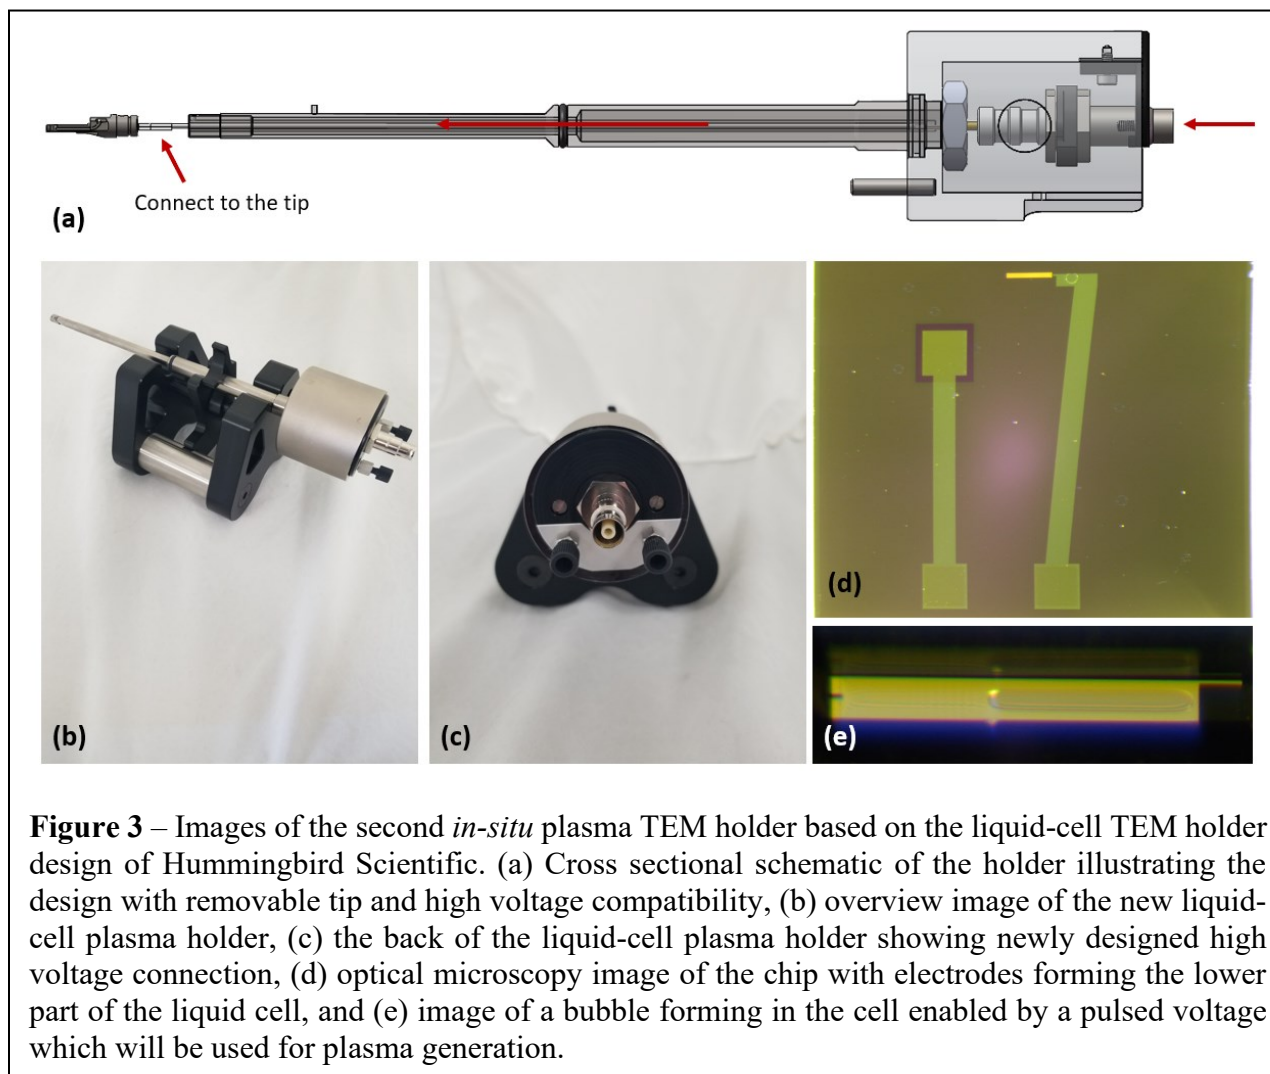 Connect to the tip
(a)
(b)
(c)
(d)
(e)
Figure 3 – Images of the second in-situ plasma TEM holder based on the liquid-cell TEM holder
design of Hummingbird Scientific. (a) Cross sectional schematic of the holder illustrating the
design with removable tip and high voltage compatibility, (b) overview image of the new liquid-
cell plasma holder, (c) the back of the liquid-cell plasma holder showing newly designed high
voltage connection, (d) optical microscopy image of the chip with electrodes forming the lower
part of the liquid cell, and (e) image of a bubble forming in the cell enabled by a pulsed voltage
which will be used for plasma generation.